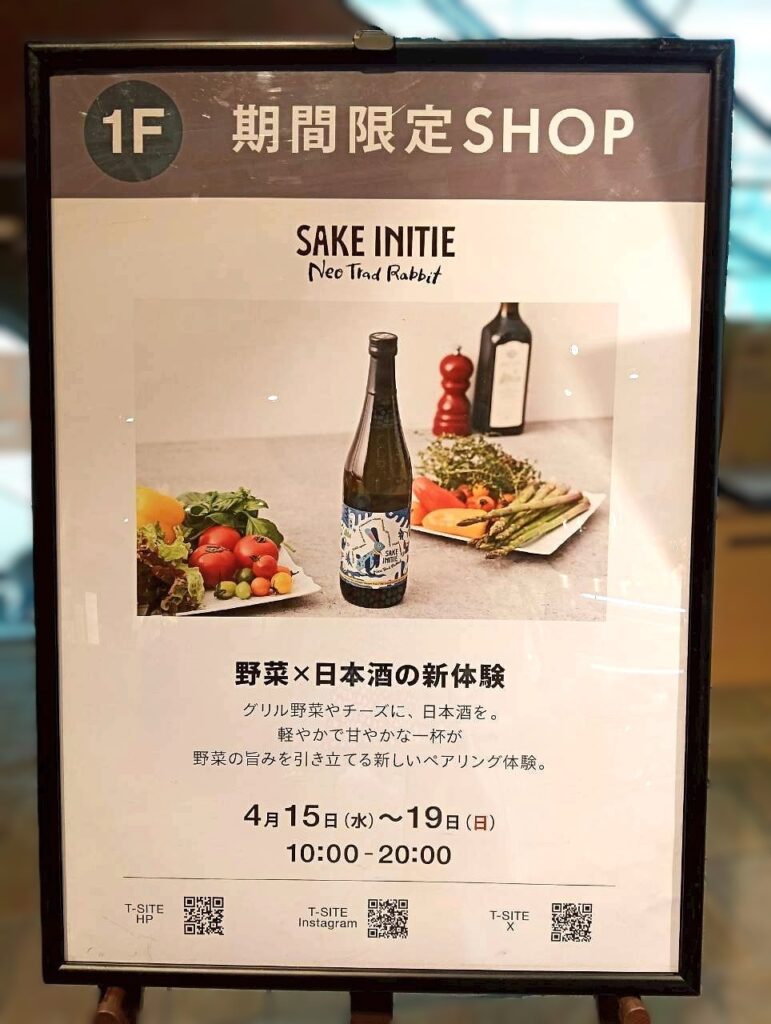 1F 期間限定SHOP
SAKE INITIE
Neo Trad Rabbit
SAKE
INITIE
Neo Trad Rabbit
野菜×日本酒の新体験
グリル野菜やチーズに、日本酒を。
軽やかで甘やかな一杯が
野菜の旨みを引き立てる新しいペアリング体験。
4月15日(水)〜19日(日)
10:00-20:00
T-SITE
HP
T-SITE
Instagram
T-SITE
X